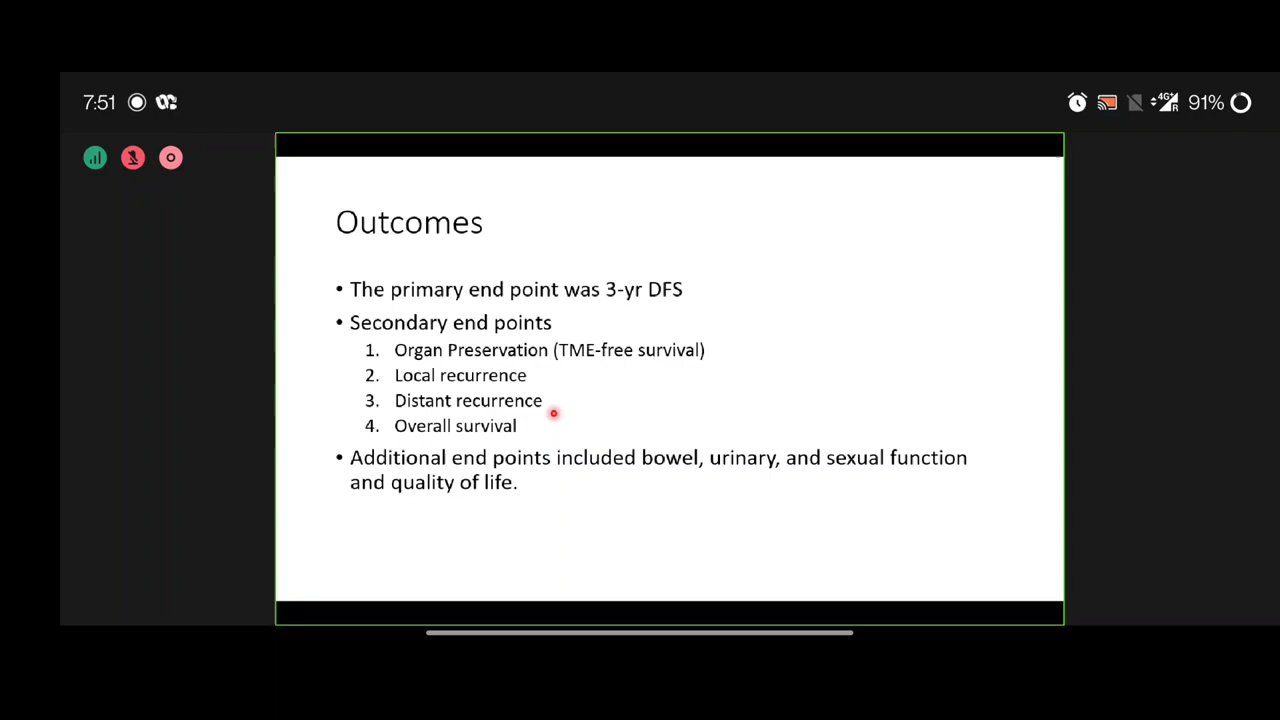 7:51
4G+
R
91%
Outcomes
• The primary end point was 3-yr DFS
• Secondary end points
1. Organ Preservation (TME-free survival)
2. Local recurrence
3. Distant recurrence
4. Overall survival
• Additional end points included bowel, urinary, and sexual function
and quality of life.